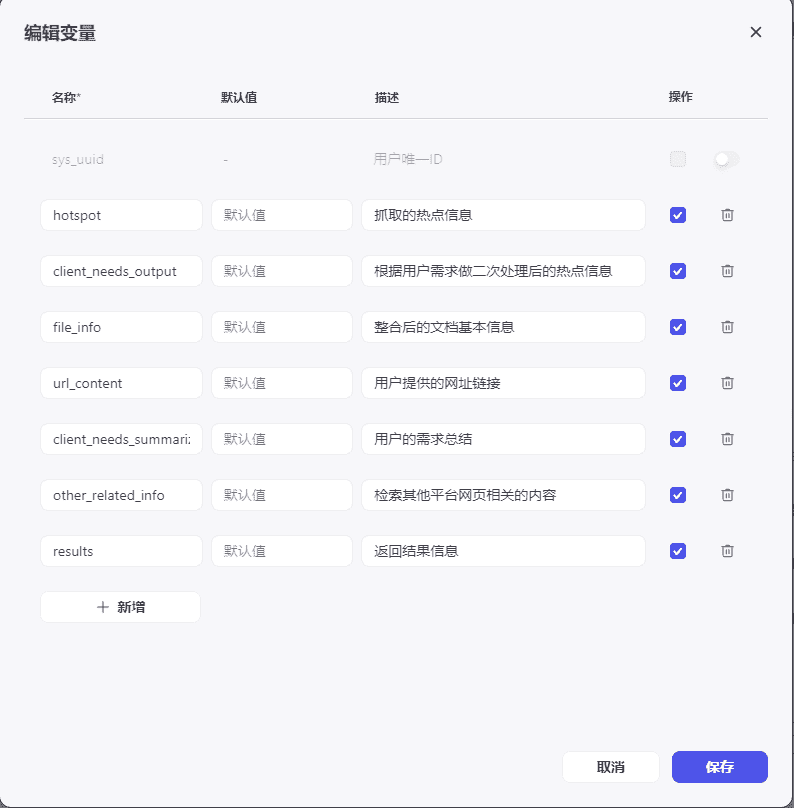 编辑变量
名称* 默认值 描述 操作
sys_uuid - 用户唯一ID
hotspot 默认值 抓取的热点信息
client_needs_output 默认值 根据用户需求做二次处理后的热点信息
file_info 默认值 整合后的文档基本信息
url_content 默认值 用户提供的网址链接
client_needs_summari 默认值 用户的需求总结
other_related_info 默认值 检索其他平台网页相关的内容
results 默认值 返回结果信息
+ 新增
取消 保存